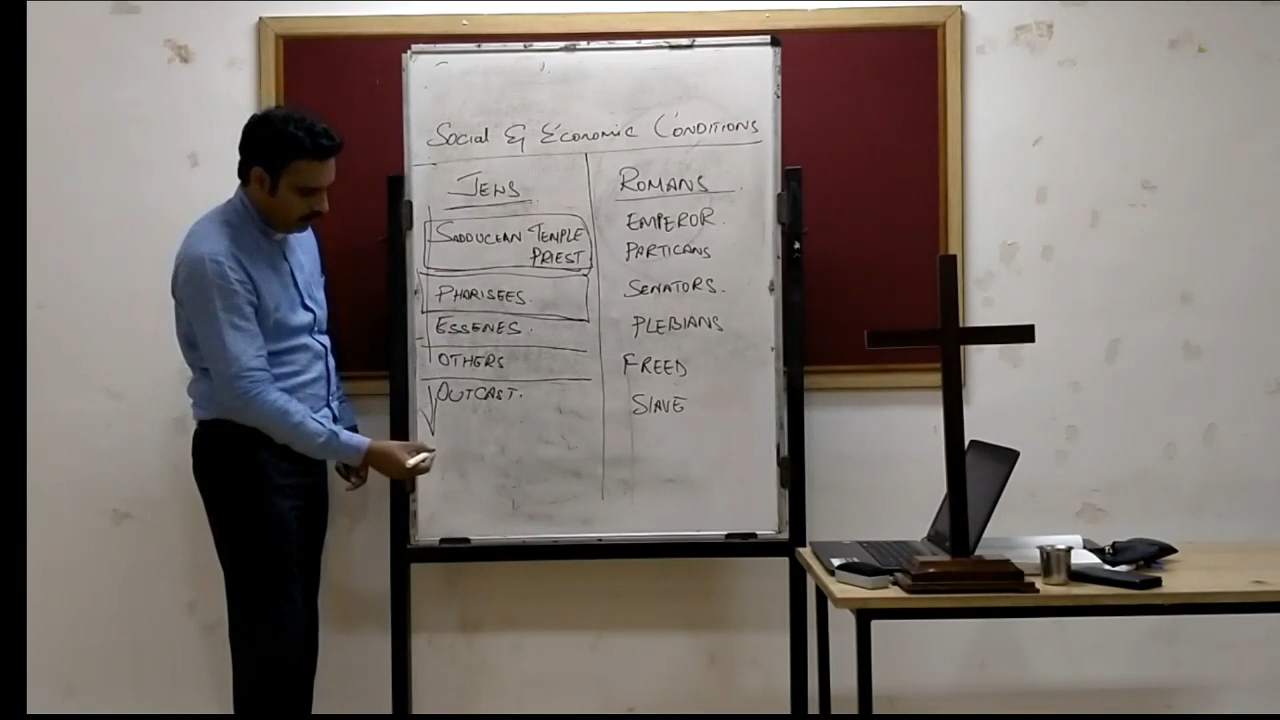 Social & Economic Conditions
JEWS
SADDUCEAN TEMPLE
PRIEST
PHARISEES.
ESSENES.
OTHERS
OUTCAST.
ROMANS
EMPEROR.
PARTICANS
SENATORS.
PLEBIANS
FREED
SLAVE